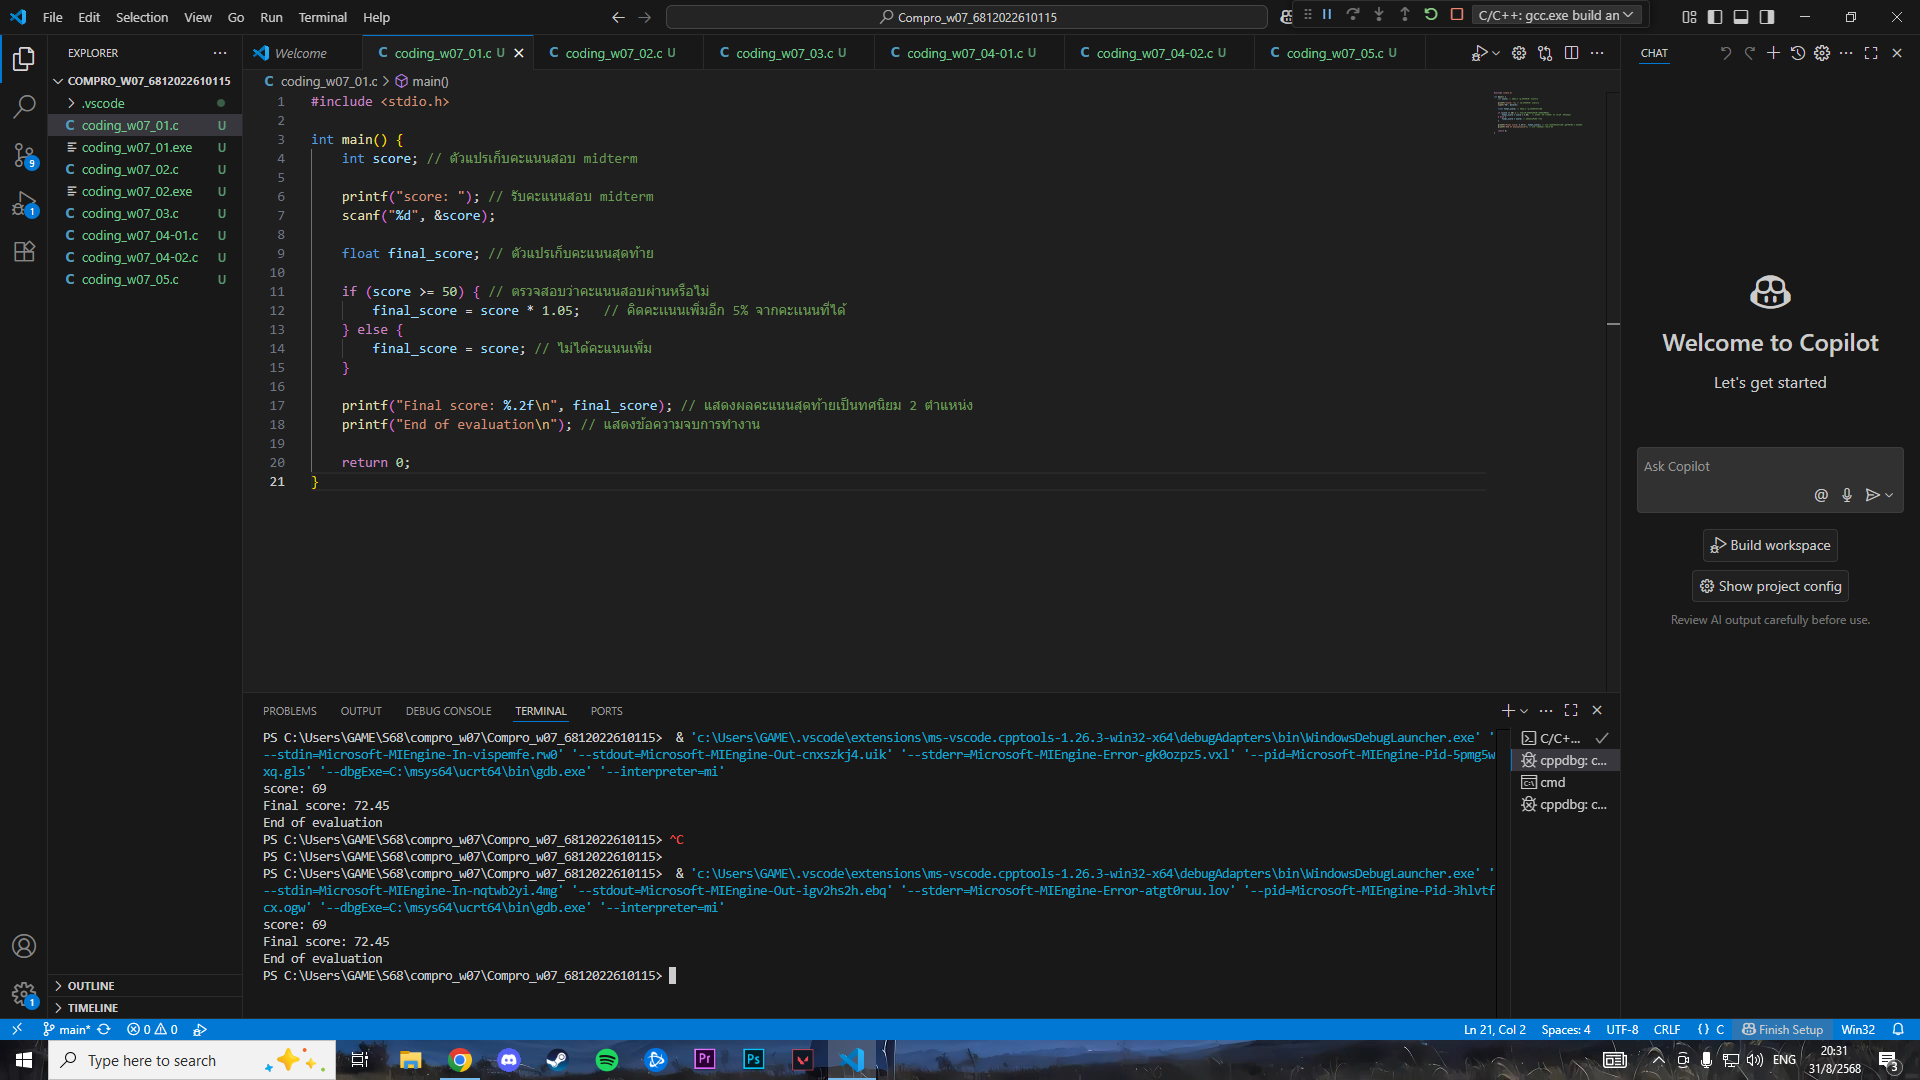 File Edit Selection View Go Run Terminal Help
Compro_w07_6812022610115
C/C++: gcc.exe build an
EXPLORER
COMPRO_W07_6812022610115
.vscode
coding_w07_01.c U
coding_w07_01.exe U
coding_w07_02.c U
coding_w07_02.exe U
coding_w07_03.c U
coding_w07_04-01.c U
coding_w07_04-02.c U
coding_w07_05.c U
OUTLINE
TIMELINE
9
1
1
Welcome
coding_w07_01.c U
coding_w07_02.c U
coding_w07_03.c U
coding_w07_04-01.c U
coding_w07_04-02.c U
coding_w07_05.c U
coding_w07_01.c > main()
1 #include <stdio.h>
2
3 int main() {
4 int score; // ตัวแปรเก็บคะแนนสอบ midterm
5
6 printf("score: "); // รับคะแนนสอบ midterm
7 scanf("%d", &score);
8
9 float final_score; // ตัวแปรเก็บคะแนนสุดท้าย
10
11 if (score >= 50) { // ตรวจสอบว่าคะแนนสอบผ่านหรือไม่
12 final_score = score * 1.05; // คิดคะแนนเพิ่มอีก 5% จากคะแนนที่ได้
13 } else {
14 final_score = score; // ไม่ได้คะแนนเพิ่ม
15 }
16
17 printf("Final score: %.2f\n", final_score); // แสดงผลคะแนนสุดท้ายเป็นทศนิยม 2 ตำแหน่ง
18 printf("End of evaluation\n"); // แสดงข้อความจบการทำงาน
19
20 return 0;
21 }
PROBLEMS OUTPUT DEBUG CONSOLE TERMINAL PORTS
PS C:\Users\GAME\S68\compro_w07\Compro_w07_6812022610115> & 'c:\Users\GAME\.vscode\extensions\ms-vscode.cpptools-1.26.3-win32-x64\debugAdapters\bin\WindowsDebugLauncher.exe' '
--stdin=Microsoft-MIEngine-In-vispemfe.rw0' '--stdout=Microsoft-MIEngine-Out-cnxszkj4.uik' '--stderr=Microsoft-MIEngine-Error-gk0ozpz5.vxl' '--pid=Microsoft-MIEngine-Pid-5pmg5w
xq.gls' '--dbgExe=C:\msys64\ucrt64\bin\gdb.exe' '--interpreter=mi'
score: 69
Final score: 72.45
End of evaluation
PS C:\Users\GAME\S68\compro_w07\Compro_w07_6812022610115> ^C
PS C:\Users\GAME\S68\compro_w07\Compro_w07_6812022610115>
PS C:\Users\GAME\S68\compro_w07\Compro_w07_6812022610115> & 'c:\Users\GAME\.vscode\extensions\ms-vscode.cpptools-1.26.3-win32-x64\debugAdapters\bin\WindowsDebugLauncher.exe' '
--stdin=Microsoft-MIEngine-In-nqtwb2yi.4mg' '--stdout=Microsoft-MIEngine-Out-igv2hs2h.ebq' '--stderr=Microsoft-MIEngine-Error-atgt0ruu.lov' '--pid=Microsoft-MIEngine-Pid-3hlvtf
cx.ogw' '--dbgExe=C:\msys64\ucrt64\bin\gdb.exe' '--interpreter=mi'
score: 69
Final score: 72.45
End of evaluation
PS C:\Users\GAME\S68\compro_w07\Compro_w07_6812022610115>
C/C+...
cppdbg: c...
cmd
cppdbg: c...
CHAT
Welcome to Copilot
Let's get started
Ask Copilot
Build workspace
Show project config
Review AI output carefully before use.
main* 0 0
Ln 21, Col 2 Spaces: 4 UTF-8 CRLF {} C Finish Setup Win32
Type here to search
Pr
Ps
ENG
20:31
31/8/2568
3